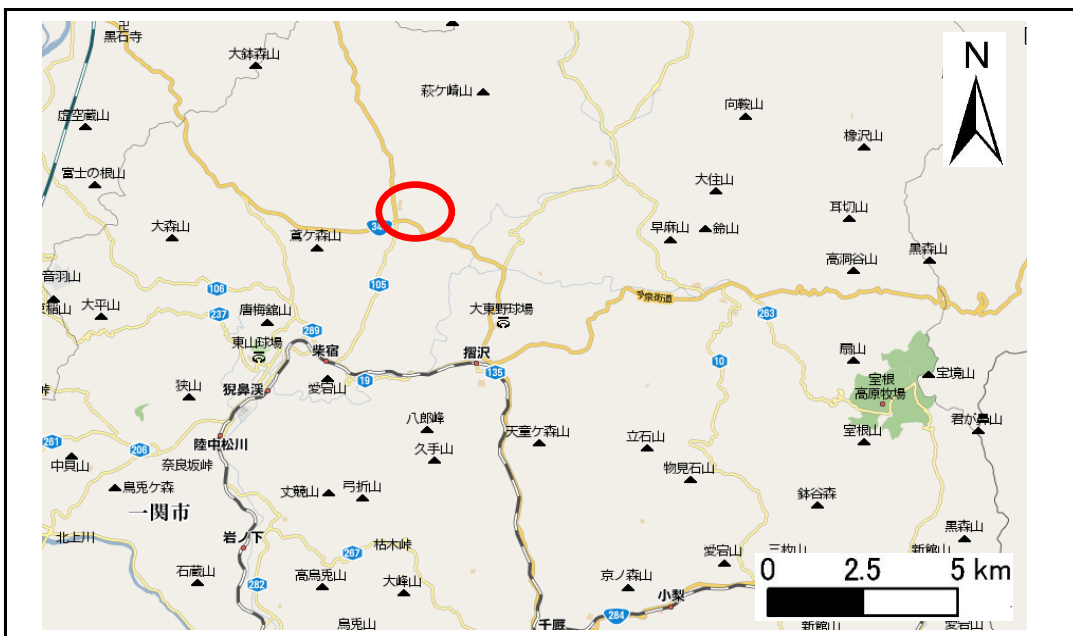 卍
黒石寺
大鉢森山
萩ケ崎山
向鞍山
N
虚空蔵山
橡沢山
富士の根山
大住山
大森山
鳶ケ森山
早麻山
鈴山
耳切山
高洞谷山
黒森山
音羽山
大平山
106
105
237
唐梅舘山
289
大東野球場
今泉街道
263
東山球場
柴宿
摺沢
135
19
10
扇山
狭山
猊鼻渓
愛宕山
室根
高原牧場
宝境山
八郎峰
天童ケ森山
立石山
室根山
君が鼻山
261
206
陸中松川
久手山
中貝山
奈良坂峠
物見石山
鳥兎ケ森
丈競山
弓折山
鉢谷森
一関市
北上川
岩ノ下
枯木峠
267
黒森山
愛宕山
三枚山
新館山
石蔵山
282
高烏兎山
大峰山
京ノ森山
小梨
284
千厩
烏兎山
0 2.5 5 km